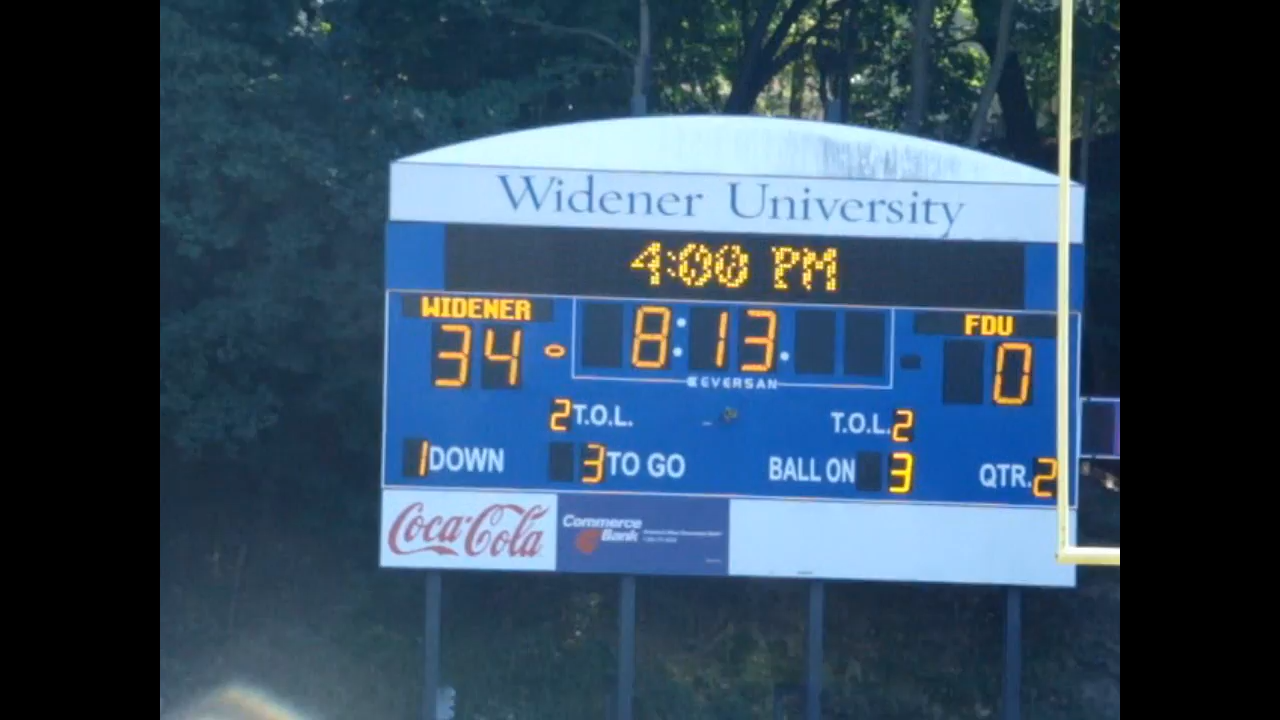 Widener University
4:00 PM
WIDENER 8:13. FDU
34 0
EVERSAN
2 T.O.L. T.O.L. 2
1 DOWN 3 TO GO BALL ON 3 QTR. 2
Coca-Cola Commerce
Bank